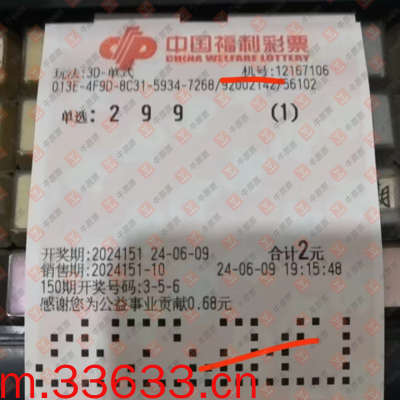 中国福利彩票
CHINA WELFARE LOTTERY
玩法:3D-单式 机号:12167106
013E-4F9D-8C31-5934-7268/92002142/56102
单选: 2 9 9 (1)
开奖期:2024151 24-06-09 合计2元
销售期:2024151-10 24-06-09 19:15:48
150期开奖号码:3-5-6
感谢您为公益事业贡献0.68元
m.33633.cn